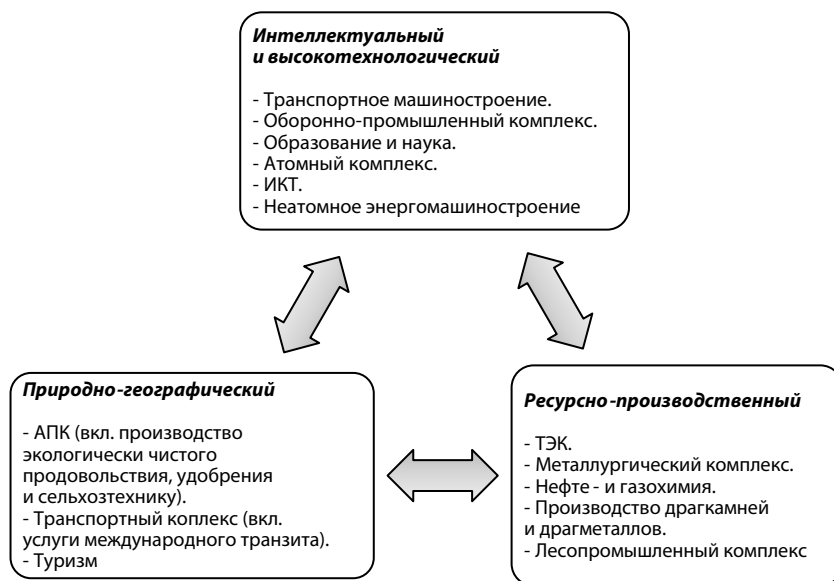 Интеллектуальный
и высокотехнологический
- Транспортное машиностроение.
- Оборонно-промышленный комплекс.
- Образование и наука.
- Атомный комплекс.
- ИКТ.
- Неатомное энергомашиностроение
Природно-географический
- АПК (вкл. производство
экологически чистого
продовольствия, удобрения
и сельхозтехнику).
- Транспортный коплекс (вкл.
услуги международного транзита).
- Туризм
Ресурсно-производственный
- ТЭК.
- Металлургический комплекс.
- Нефте - и газохимия.
- Производство драгкамней
и драгметаллов.
- Лесопромышленный комплекс